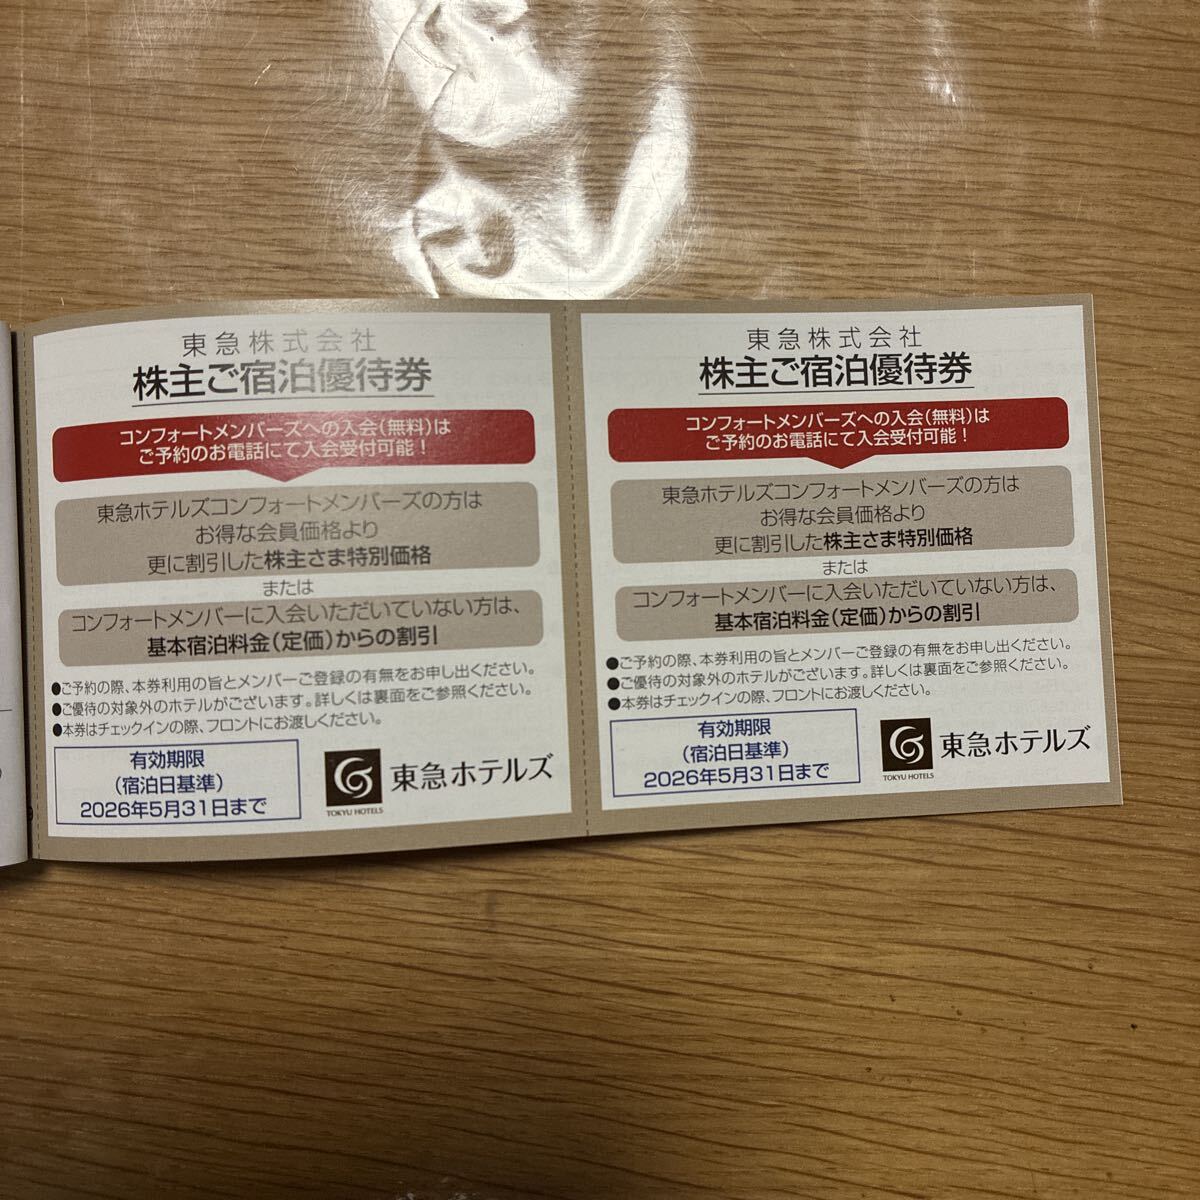 東急株式会社
株主ご宿泊優待券
コンフォートメンバーズへの入会(無料)は
ご予約のお電話にて入会受付可能！
東急ホテルズコンフォートメンバーズの方は
お得な会員価格より
更に割引した株主さま特別価格
または
コンフォートメンバーに入会いただいていない方は、
基本宿泊料金(定価)からの割引
●ご予約の際、本券利用の旨とメンバーご登録の有無をお申し出ください。
●ご優待の対象外のホテルがございます。詳しくは裏面をご参照ください。
●本券はチェックインの際、フロントにお渡しください。
有効期限
(宿泊日基準)
2026年5月31日まで
TOKYU HOTELS
東急ホテルズ
東急株式会社
株主ご宿泊優待券
コンフォートメンバーズへの入会(無料)は
ご予約のお電話にて入会受付可能！
東急ホテルズコンフォートメンバーズの方は
お得な会員価格より
更に割引した株主さま特別価格
または
コンフォートメンバーに入会いただいていない方は、
基本宿泊料金(定価)からの割引
●ご予約の際、本券利用の旨とメンバーご登録の有無をお申し出ください。
●ご優待の対象外のホテルがございます。詳しくは裏面をご参照ください。
●本券はチェックインの際、フロントにお渡しください。
有効期限
(宿泊日基準)
2026年5月31日まで
TOKYU HOTELS
東急ホテルズ